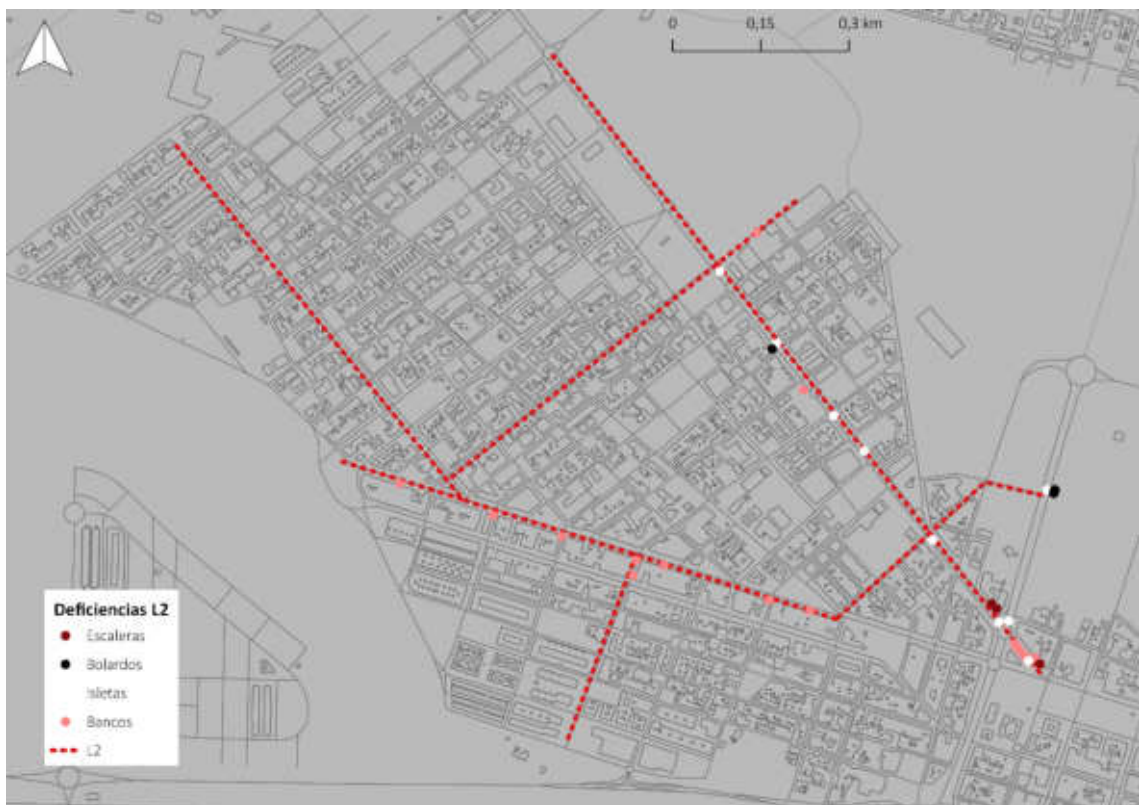 0 0,15 0,3 km
Deficiencias L2
Escaleras
Bolardos
Isletas
Bancos
L2